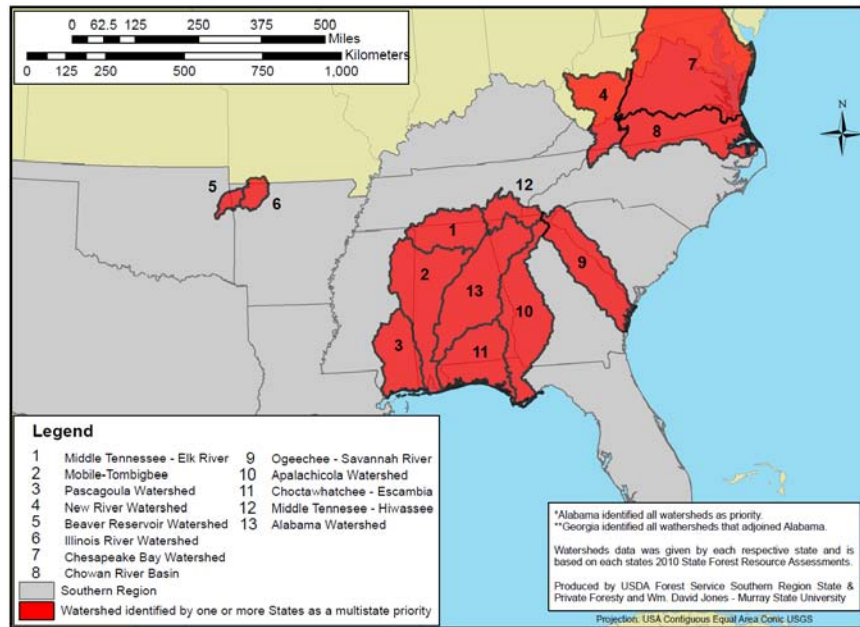 0 62.5 125 250 375 500
Miles
Kilometers
0 125 250 500 750 1,000
7
4
8
N
12
5
6
1
2
9
13
10
3
11
Legend
1 Middle Tennessee - Elk River
2 Mobile-Tombigbee
3 Pascagoula Watershed
4 New River Watershed
5 Beaver Reservoir Watershed
6 Illinois River Watershed
7 Chesapeake Bay Watershed
8 Chowan River Basin
9 Ogeechee - Savannah River
10 Apalachicola Watershed
11 Choctawhatchee - Escambia
12 Middle Tennessee - Hiwassee
13 Alabama Watershed
Southern Region
Watershed identified by one or more States as a multistate priority
*Alabama identified all watersheds as priority.
**Georgia identified all wathersheds that adjoined Alabama.
Watersheds data was given by each respective state and is
based on each states 2010 State Forest Resource Assessments.
Produced by USDA Forest Service Southern Region State &
Private Foresty and Wm. David Jones - Murray State University
Projection: USA Contiguous Equal Area Conic USGS